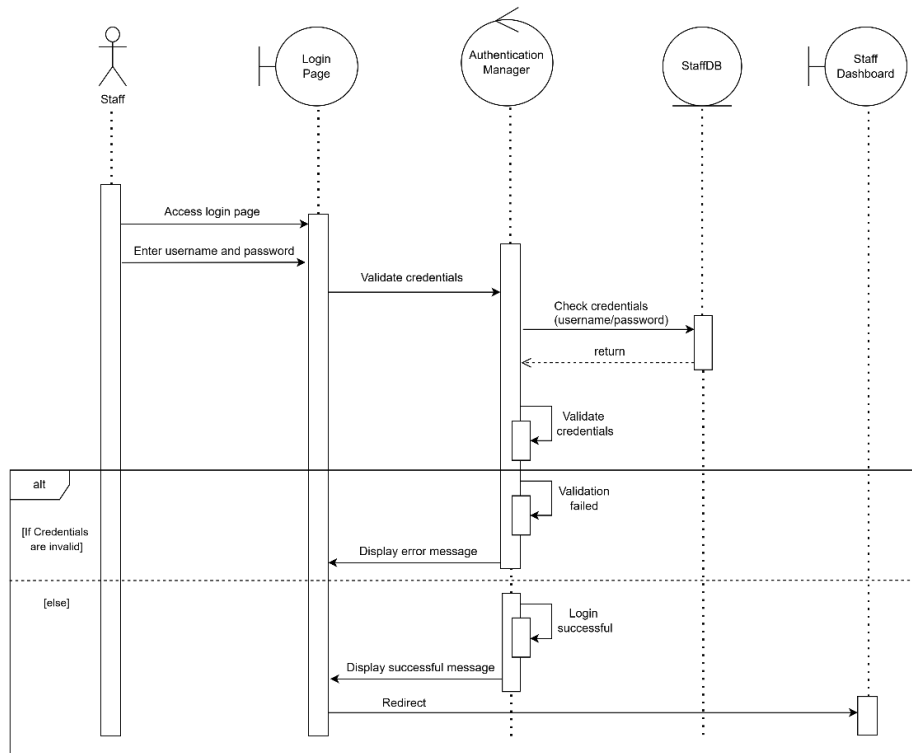 Staff
Login
Page
Authentication
Manager
StaffDB
Staff
Dashboard
Access login page
Enter username and password
Validate credentials
Check credentials
(username/password)
return
Validate
credentials
alt
[If Credentials
are invalid]
Validation
failed
Display error message
[else]
Login
successful
Display successful message
Redirect